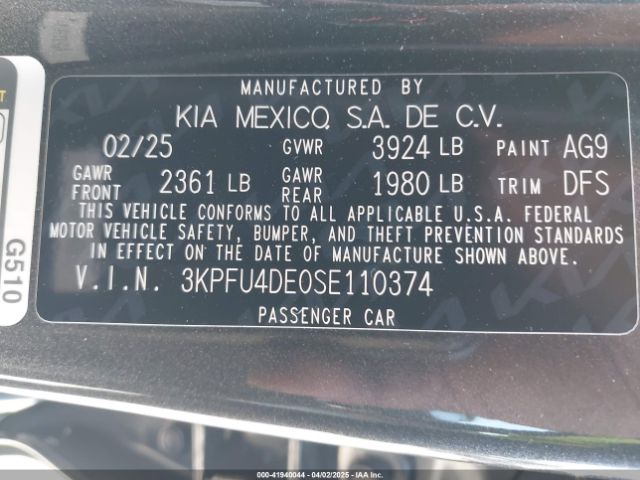 MANUFACTURED BY
KIA MEXICO, S.A. DE C.V.
02/25 GVWR 3924 LB PAINT AG9
GAWR FRONT 2361 LB GAWR REAR 1980 LB TRIM DFS
THIS VEHICLE CONFORMS TO ALL APPLICABLE U.S.A. FEDERAL
MOTOR VEHICLE SAFETY, BUMPER, AND THEFT PREVENTION STANDARDS
IN EFFECT ON THE DATE OF MANUFACTURE SHOWN ABOVE.
V.I.N. 3KPFU4DE0SE110374
PASSENGER CAR
G510
000-41940044 - 04/02/2025 - IAAI.COM